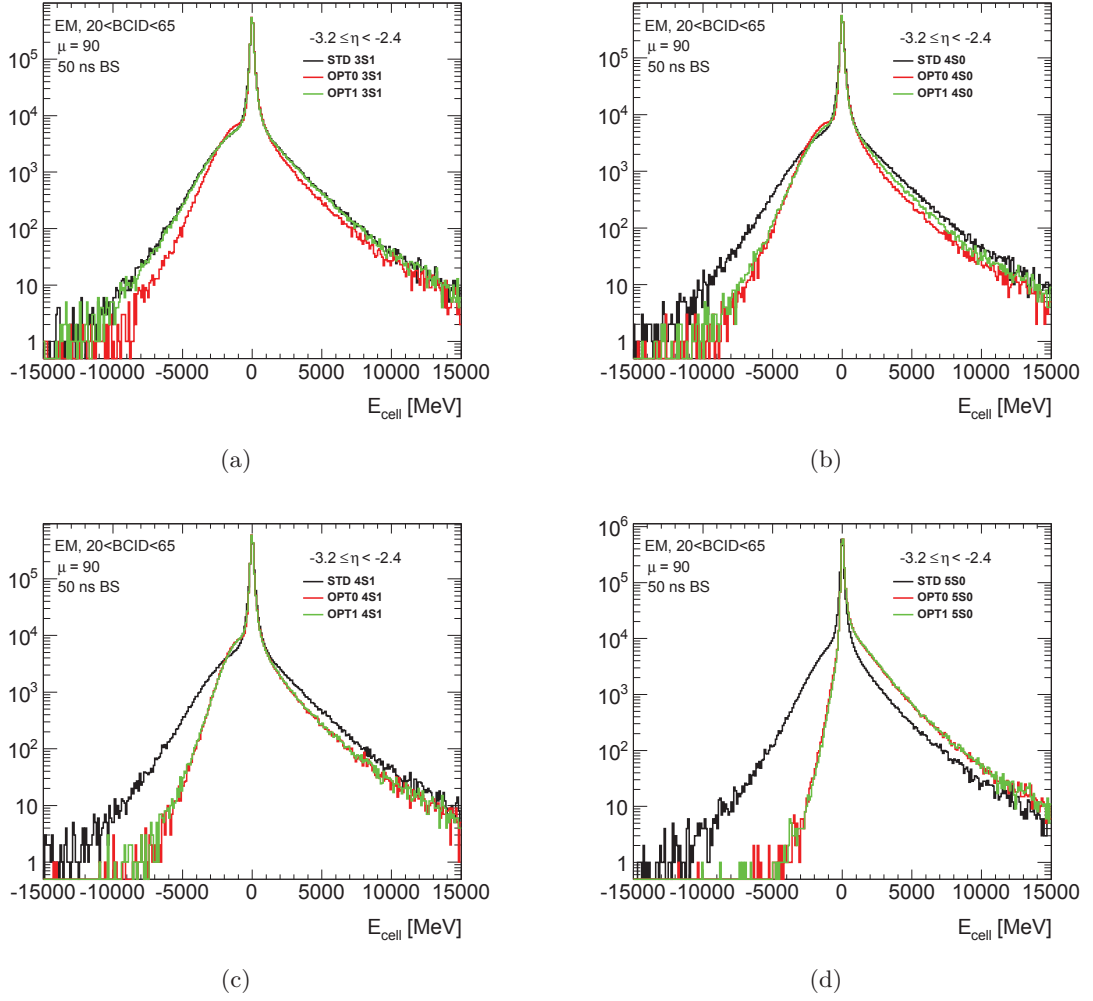 EM, 20<BCID<65
μ = 90
50 ns BS
-3.2 ≤ η < -2.4
STD 3S1
OPT0 3S1
OPT1 3S1
10⁵
10⁴
10³
10²
10
1
-15000 -10000 -5000 0 5000 10000 15000
E_cell [MeV]
(a)
EM, 20<BCID<65
μ = 90
50 ns BS
-3.2 ≤ η < -2.4
STD 4S0
OPT0 4S0
OPT1 4S0
10⁵
10⁴
10³
10²
10
1
-15000 -10000 -5000 0 5000 10000 15000
E_cell [MeV]
(b)
EM, 20<BCID<65
μ = 90
50 ns BS
-3.2 ≤ η < -2.4
STD 4S1
OPT0 4S1
OPT1 4S1
10⁵
10⁴
10³
10²
10
1
-15000 -10000 -5000 0 5000 10000 15000
E_cell [MeV]
(c)
EM, 20<BCID<65
μ = 90
50 ns BS
-3.2 ≤ η < -2.4
STD 5S0
OPT0 5S0
OPT1 5S0
10⁶
10⁵
10⁴
10³
10²
10
1
-15000 -10000 -5000 0 5000 10000 15000
E_cell [MeV]
(d)